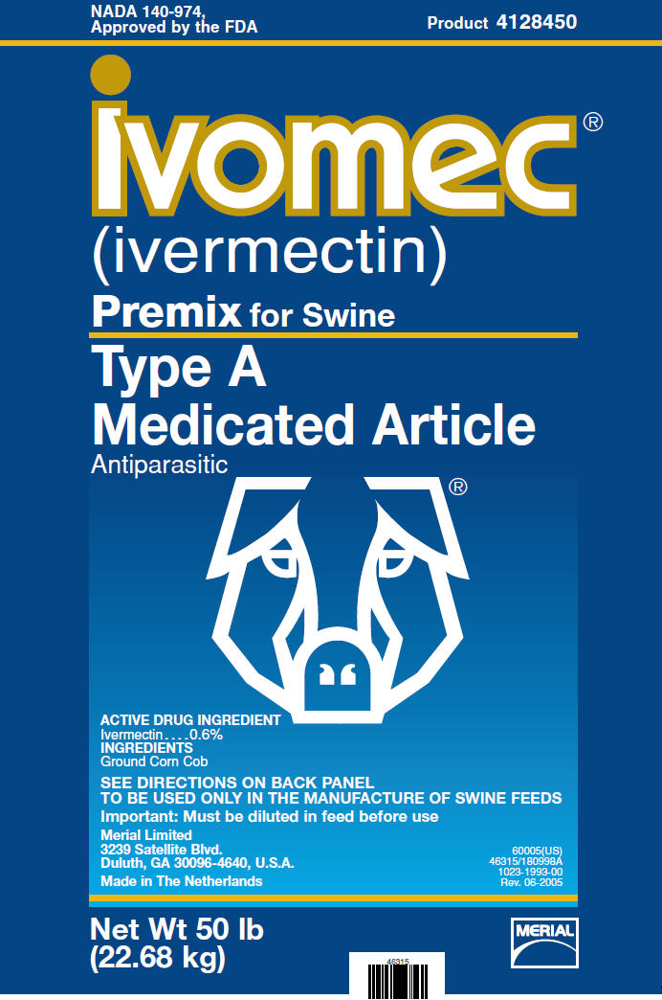 NADA 140-974,
Approved by the FDA
Product 4128450
ivomec®
(ivermectin)
Premix for Swine
Type A
Medicated Article
Antiparasitic
®
ACTIVE DRUG INGREDIENT
Ivermectin....0.6%
INGREDIENTS
Ground Corn Cob
SEE DIRECTIONS ON BACK PANEL
TO BE USED ONLY IN THE MANUFACTURE OF SWINE FEEDS
Important: Must be diluted in feed before use
Merial Limited
3239 Satellite Blvd.
Duluth, GA 30096-4640, U.S.A.
Made in The Netherlands
60005(US)
46315/180998A
1023-1993-00
Rev. 06-2005
Net Wt 50 lb
(22.68 kg)
MERIAL
46315